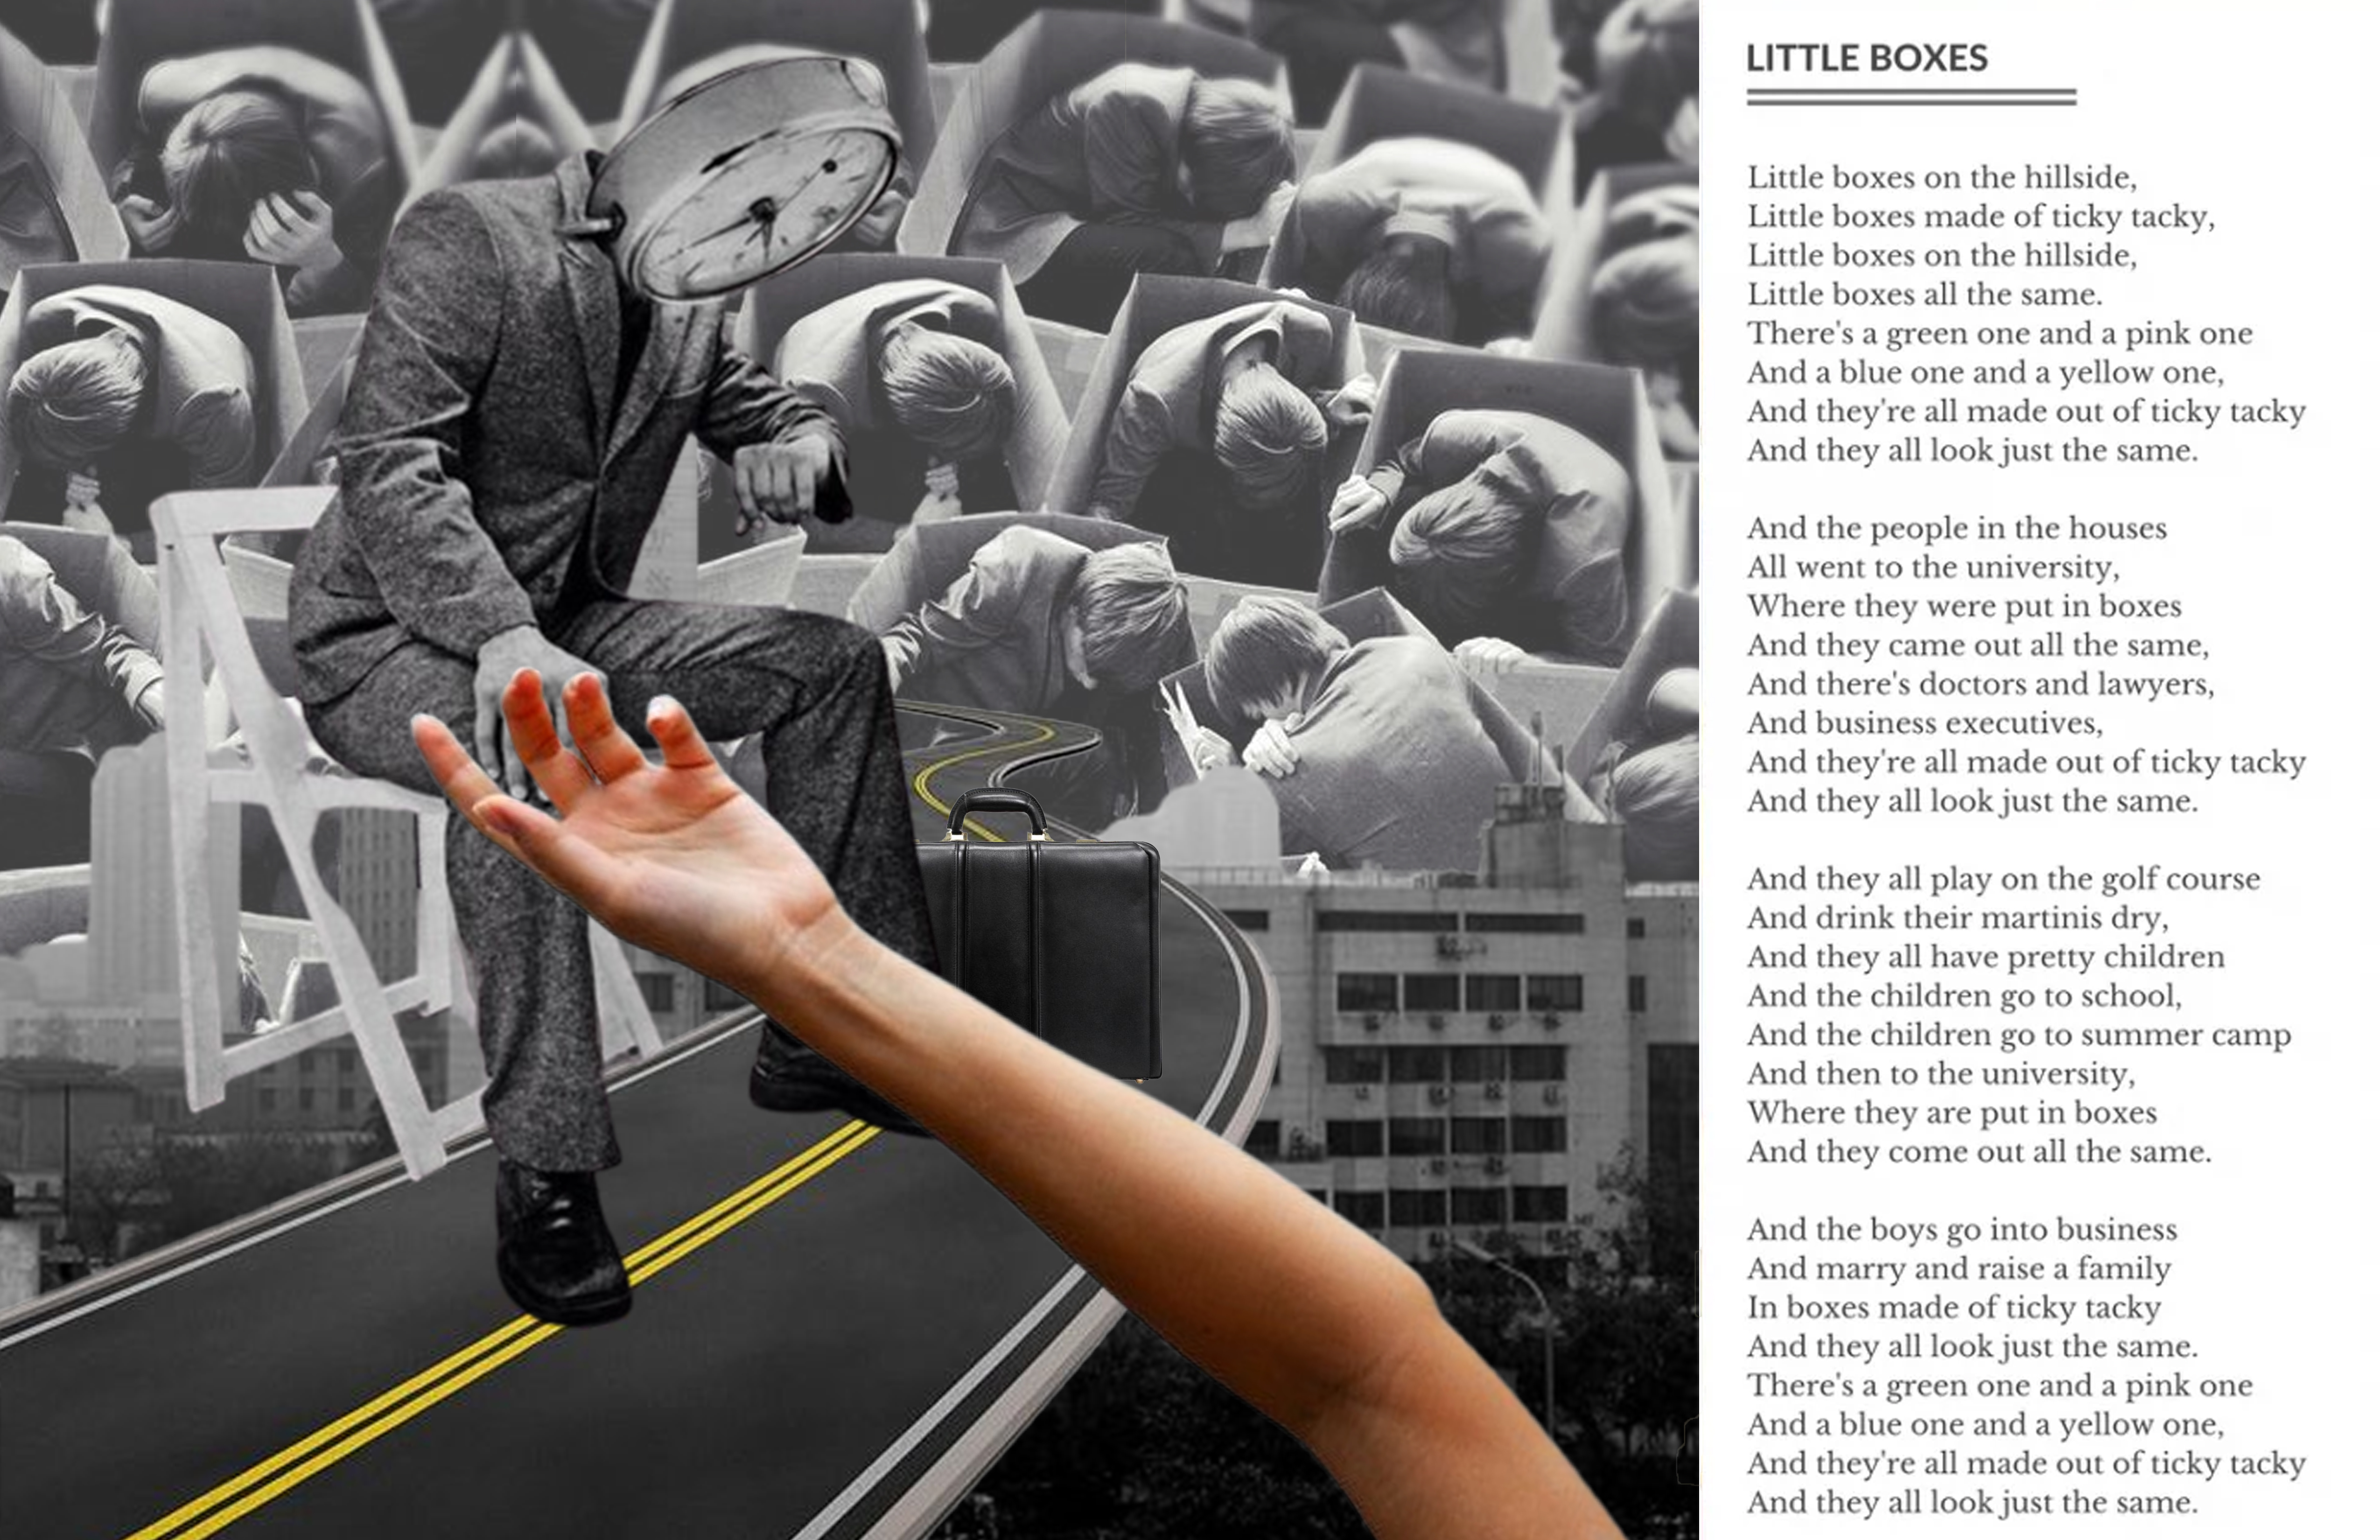 LITTLE BOXES
Little boxes on the hillside,
Little boxes made of ticky tacky,
Little boxes on the hillside,
Little boxes all the same.
There's a green one and a pink one
And a blue one and a yellow one,
And they're all made out of ticky tacky
And they all look just the same.
And the people in the houses
All went to the university,
Where they were put in boxes
And they came out all the same,
And there's doctors and lawyers,
And business executives,
And they're all made out of ticky tacky
And they all look just the same.
And they all play on the golf course
And drink their martinis dry,
And they all have pretty children
And the children go to school,
And the children go to summer camp
And then to the university,
Where they are put in boxes
And they come out all the same.
And the boys go into business
And marry and raise a family
In boxes made of ticky tacky
And they all look just the same.
There's a green one and a pink one
And a blue one and a yellow one,
And they're all made out of ticky tacky
And they all look just the same.